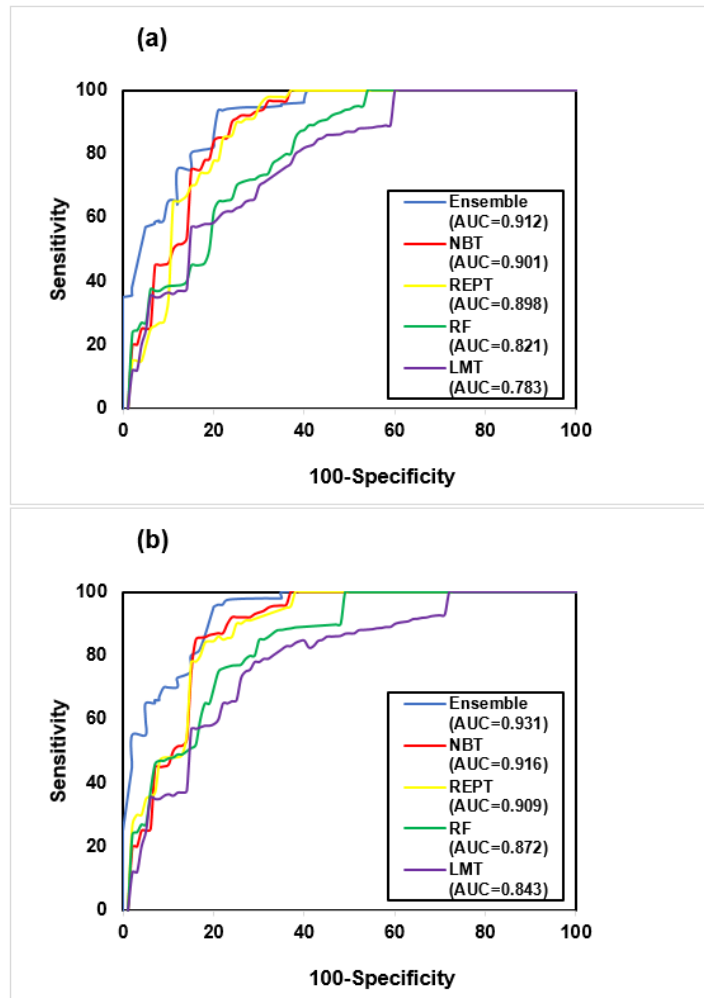 (a)
100
80
60
40
20
0
Sensitivity
Ensemble
(AUC=0.912)
NBT
(AUC=0.901)
REPT
(AUC=0.898)
RF
(AUC=0.821)
LMT
(AUC=0.783)
0 20 40 60 80 100
100-Specificity
(b)
100
80
60
40
20
0
Sensitivity
Ensemble
(AUC=0.931)
NBT
(AUC=0.916)
REPT
(AUC=0.909)
RF
(AUC=0.872)
LMT
(AUC=0.843)
0 20 40 60 80 100
100-Specificity